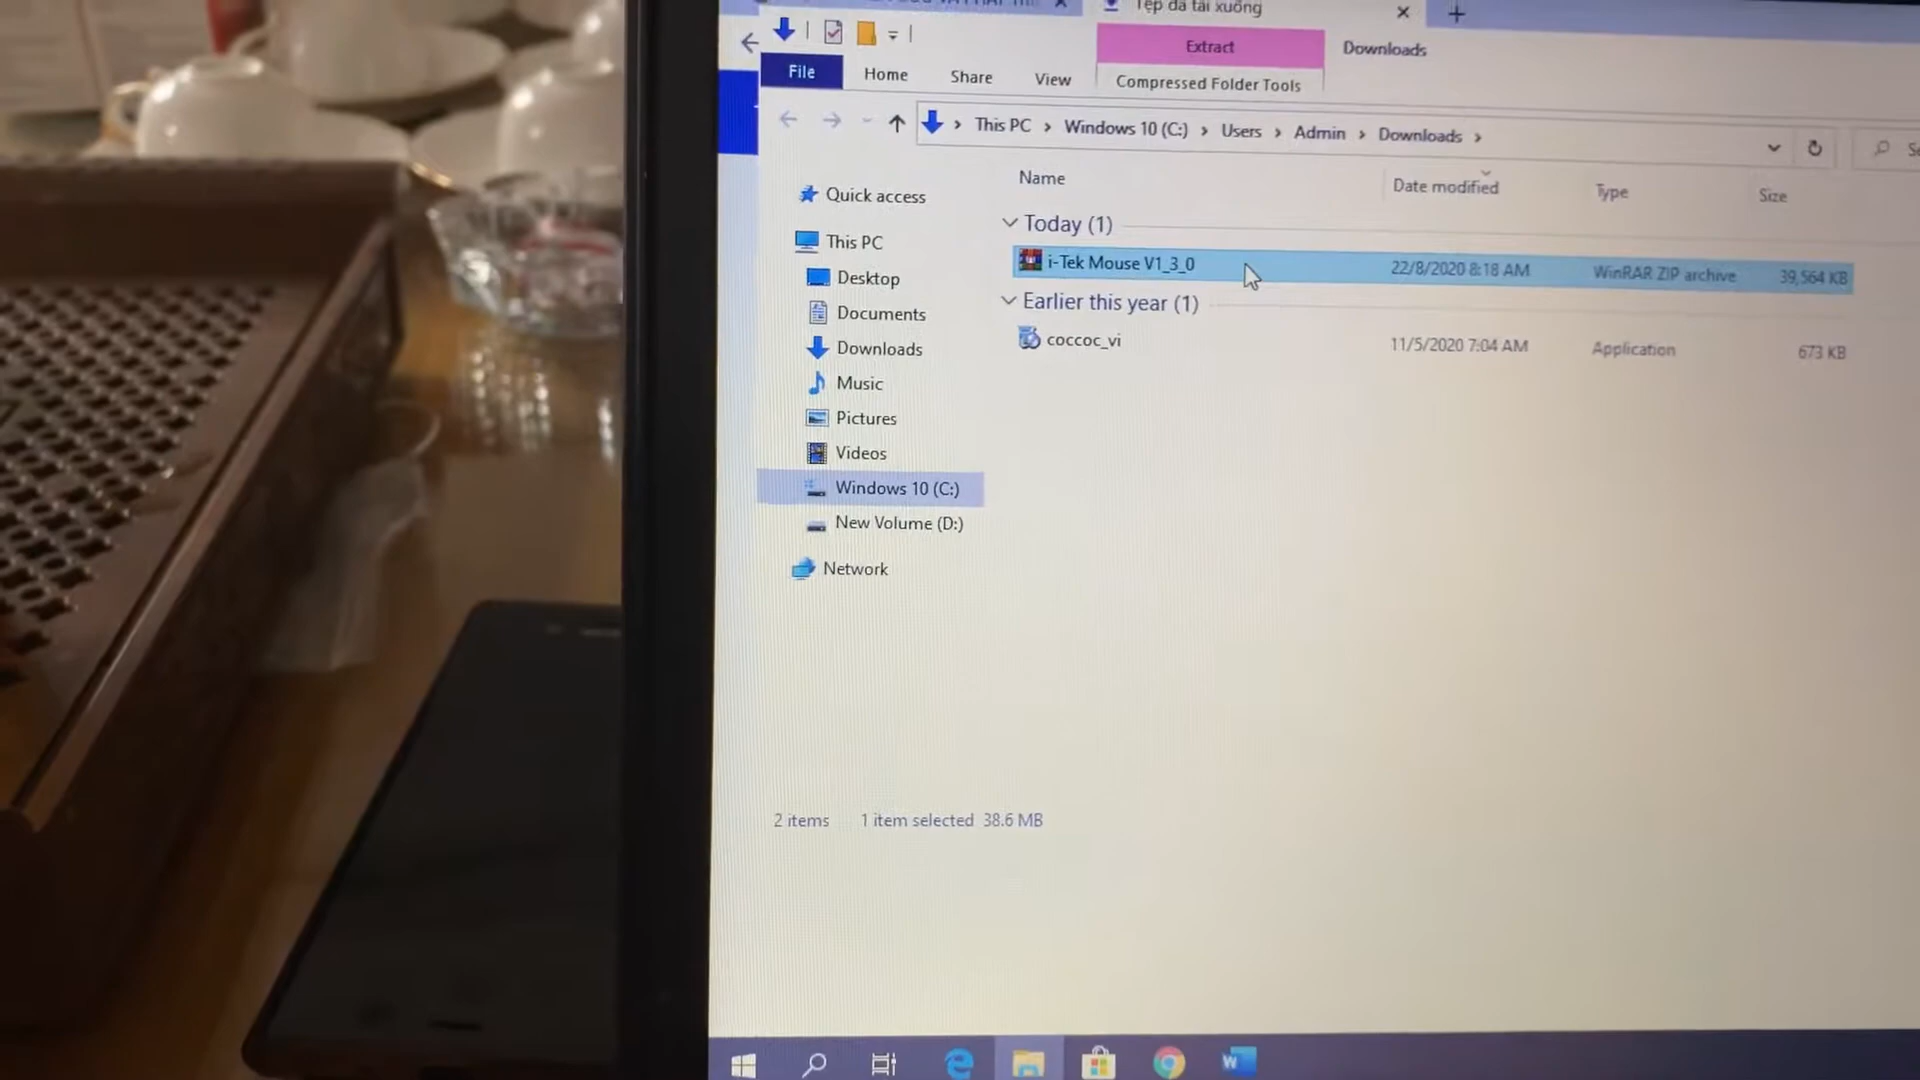 Tệp đã tải xuống
Extract
Downloads
File
Home
Share
View
Compressed Folder Tools
This PC > Windows 10 (C:) > Users > Admin > Downloads >
Name
Date modified
Type
Size
Quick access
This PC
Desktop
Documents
Downloads
Music
Pictures
Videos
Windows 10 (C:)
New Volume (D:)
Network
Today (1)
i-Tek Mouse V1_3_0
22/8/2020 8:18 AM
WinRAR ZIP archive
39,564 KB
Earlier this year (1)
coccoc_vi
11/5/2020 7:04 AM
Application
673 KB
2 items
1 item selected 38.6 MB